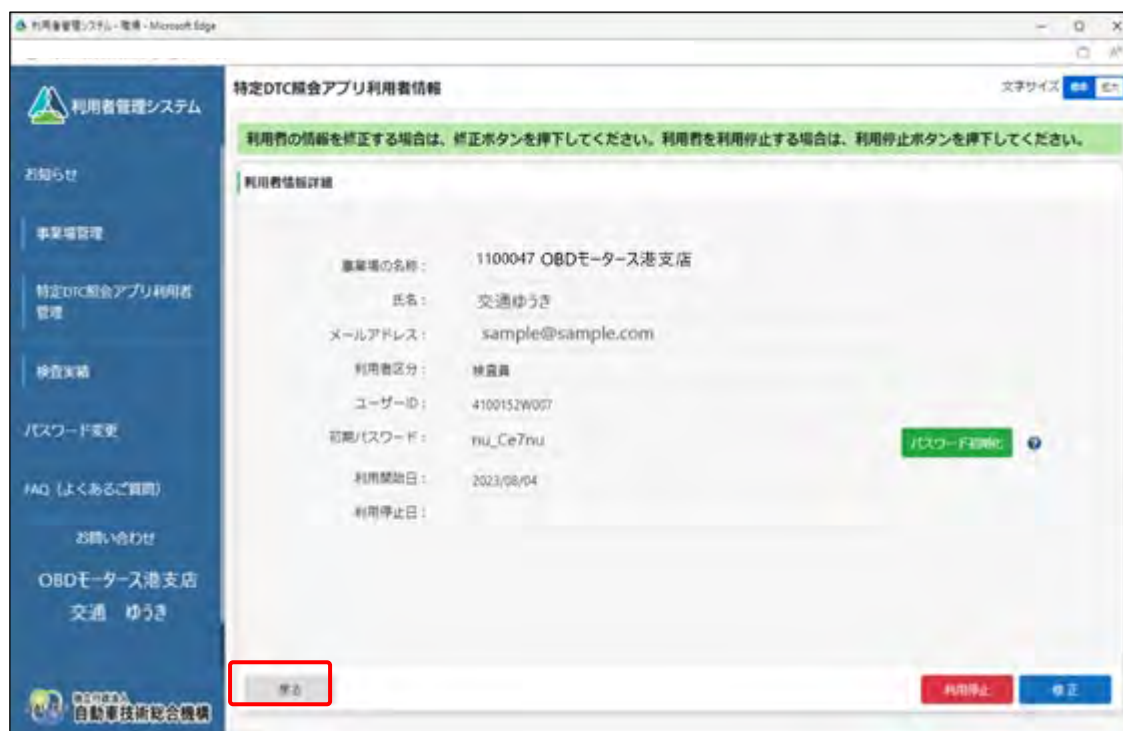 利用者管理システム - 環境 - Microsoft Edge
利用者管理システム
お知らせ
事業場管理
特定DTC照会アプリ利用者
管理
検査実績
パスワード変更
FAQ（よくあるご質問）
お問い合わせ
OBDモータース港支店
交通 ゆうき
独立行政法人
自動車技術総合機構
特定DTC照会アプリ利用者情報
文字サイズ 標準 拡大
利用者の情報を修正する場合は、修正ボタンを押下してください。利用者を利用停止する場合は、利用停止ボタンを押下してください。
利用者情報詳細
事業場の名称： 1100047 OBDモータース港支店
氏名： 交通ゆうき
メールアドレス： sample@sample.com
利用者区分： 検査員
ユーザーID： 4100152W007
初期パスワード： nu_Ce7nu パスワード初期化
利用開始日： 2023/08/04
利用停止日：
戻る 利用停止 修正